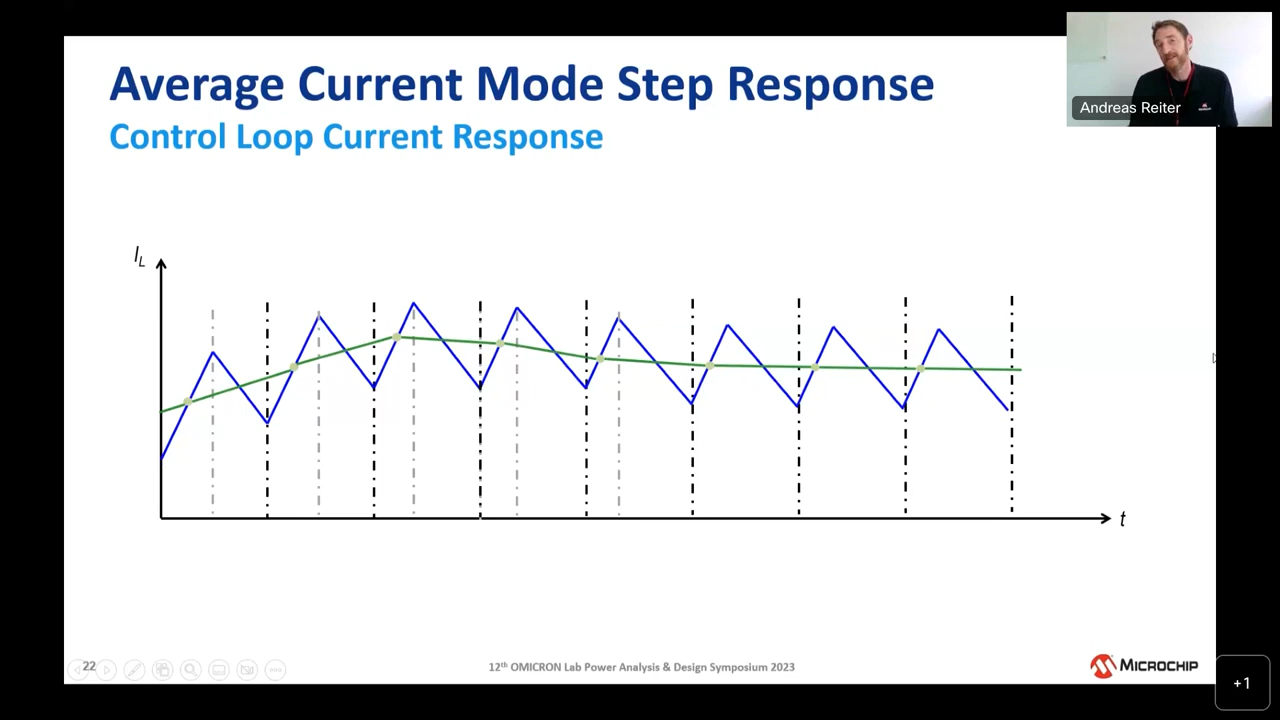 Average Current Mode Step Response
Control Loop Current Response
Andreas Reiter
I_L
t
22
12th OMICRON Lab Power Analysis & Design Symposium 2023
MICROCHIP
+1